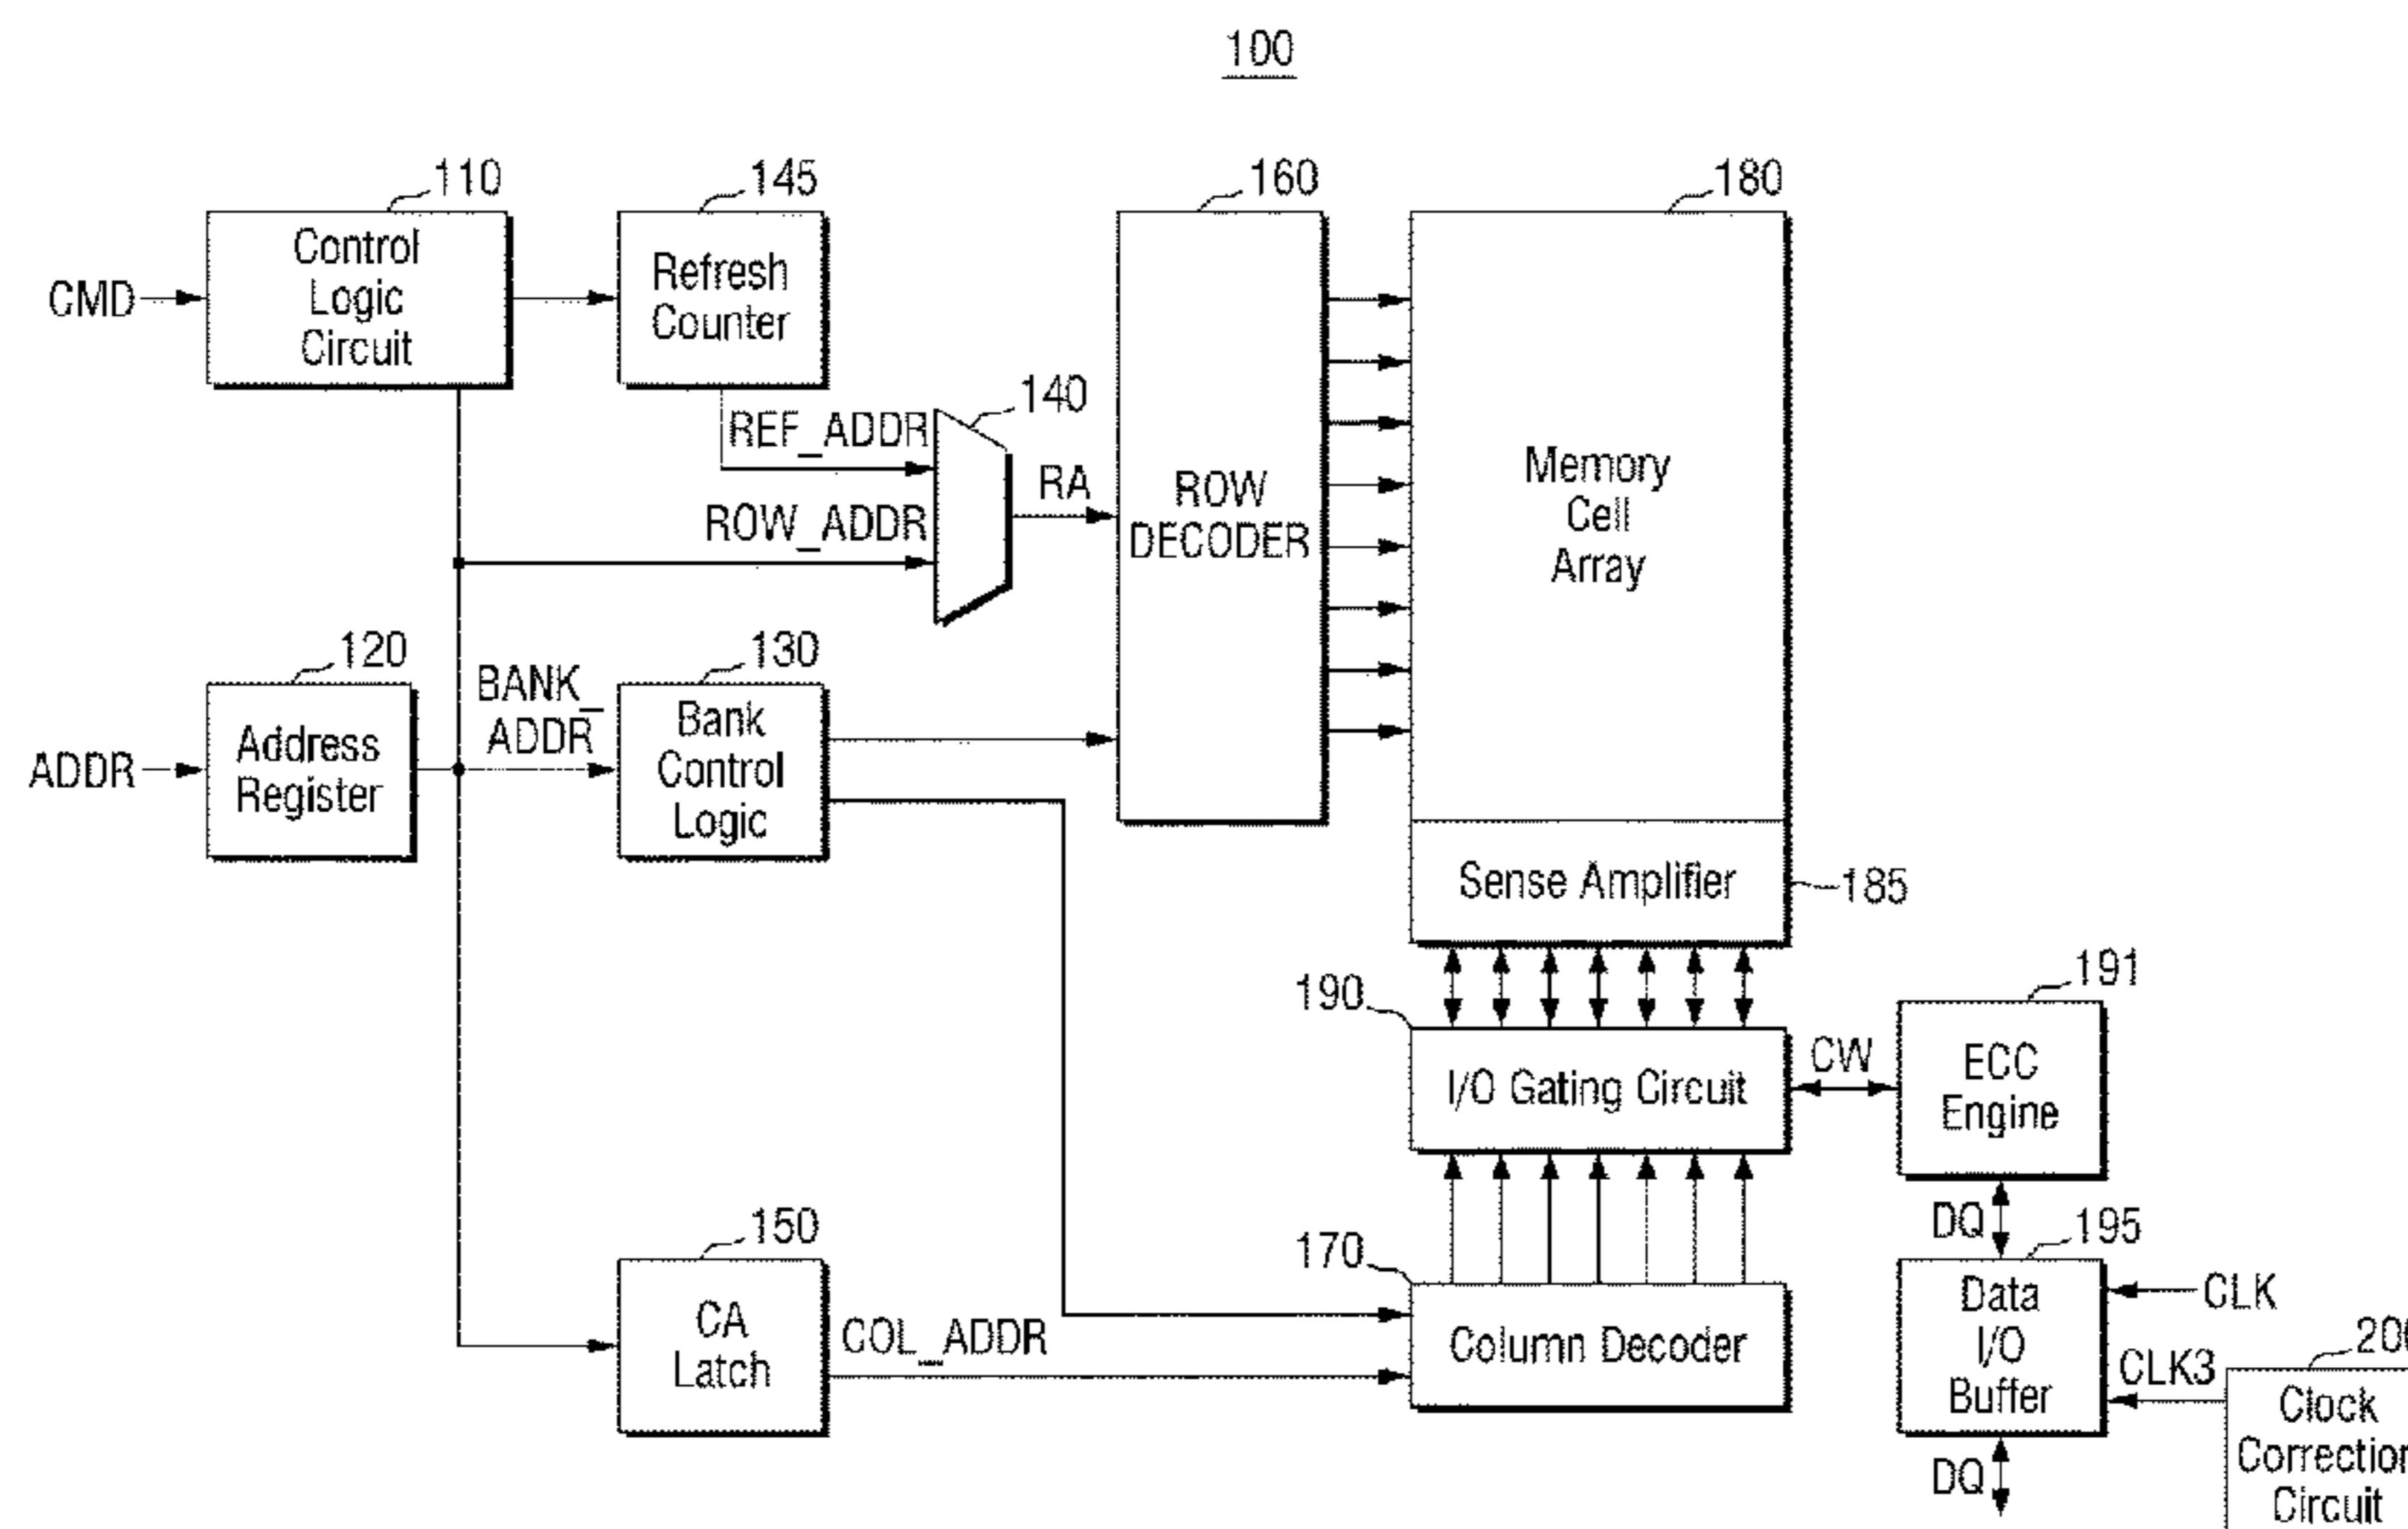 100
110
145
160
180
CMD
Control
Logic
Circuit
Refresh
Counter
REF_ADDR
140
ROW_ADDR
RA
ROW
DECODER
Memory
Cell
Array
120
BANK_
ADDR
130
ADDR
Address
Register
Bank
Control
Logic
Sense Amplifier
185
190
191
I/O Gating Circuit
CW
ECC
Engine
DQ
195
150
170
CA
Latch
COL_ADDR
Column Decoder
Data
I/O
Buffer
CLK
CLK3
Clock
Correction
Circuit
DQ